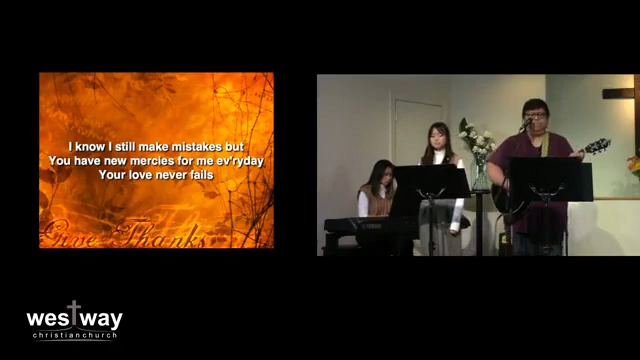 I know I still make mistakes but
You have new mercies for me ev'ryday
Your love never fails
Give Thanks
westway
christianchurch
YAMAHA